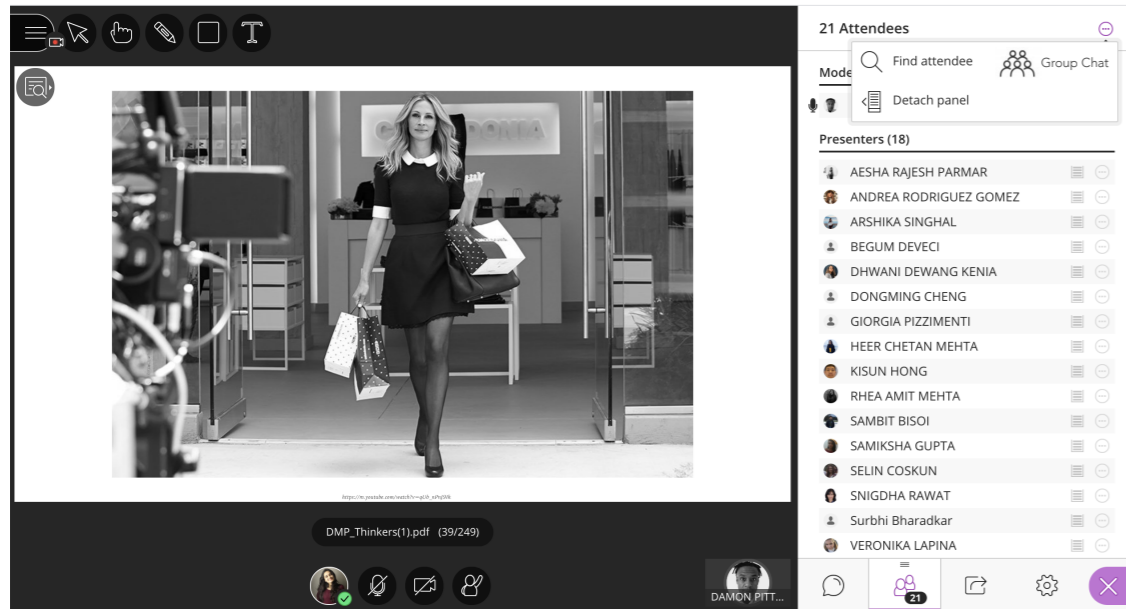 21 Attendees
Find attendee
Group Chat
Mode
Detach panel
Presenters (18)
AESHA RAJESH PARMAR
ANDREA RODRIGUEZ GOMEZ
ARSHIKA SINGHAL
BEGUM DEVECI
DHWANI DEWANG KENIA
DONGMING CHENG
GIORGIA PIZZIMENTI
HEER CHETAN MEHTA
KISUN HONG
RHEA AMIT MEHTA
SAMBIT BISOI
SAMIKSHA GUPTA
SELIN COSKUN
SNIGDHA RAWAT
Surbhi Bharadkar
VERONIKA LAPINA
DMP_Thinkers(1).pdf (39/249)
DAMON PITT...
21